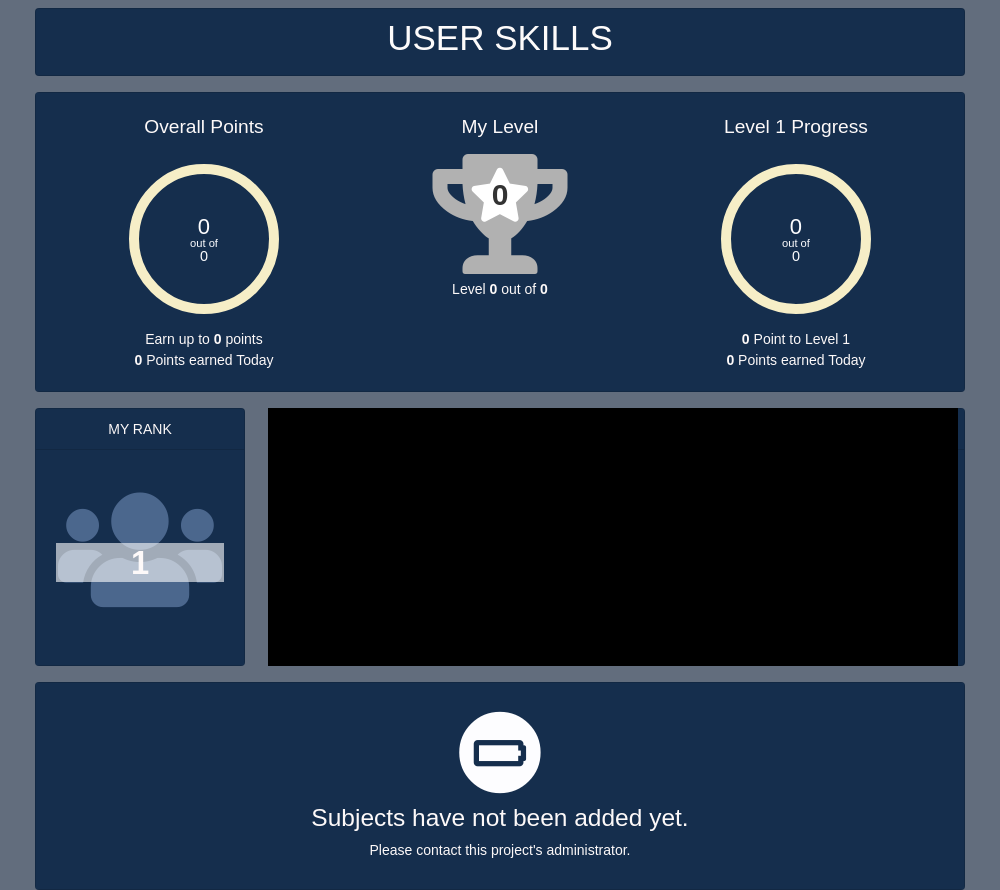 USER SKILLS
Overall Points
My Level
Level 1 Progress
0
out of
0
0
0
out of
0
Level 0 out of 0
Earn up to 0 points
0 Points earned Today
0 Point to Level 1
0 Points earned Today
MY RANK
1
Subjects have not been added yet.
Please contact this project's administrator.